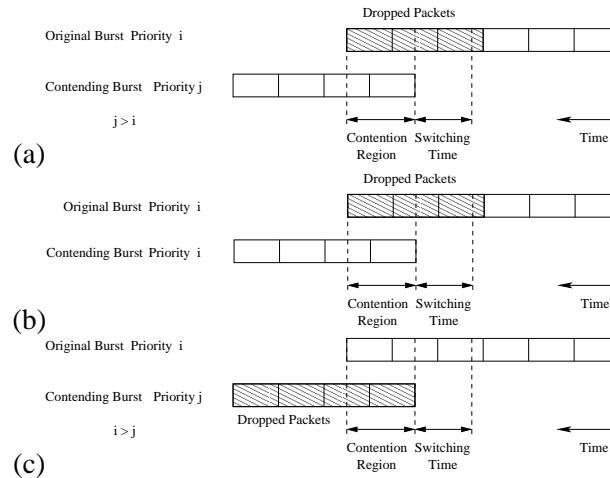 Dropped Packets
Original Burst Priority i
Contending Burst Priority j
j > i
Contention Region
Switching Time
Time
(a)
Dropped Packets
Original Burst Priority i
Contending Burst Priority i
Contention Region
Switching Time
Time
(b)
Original Burst Priority i
Contending Burst Priority j
Dropped Packets
i > j
Contention Region
Switching Time
Time
(c)